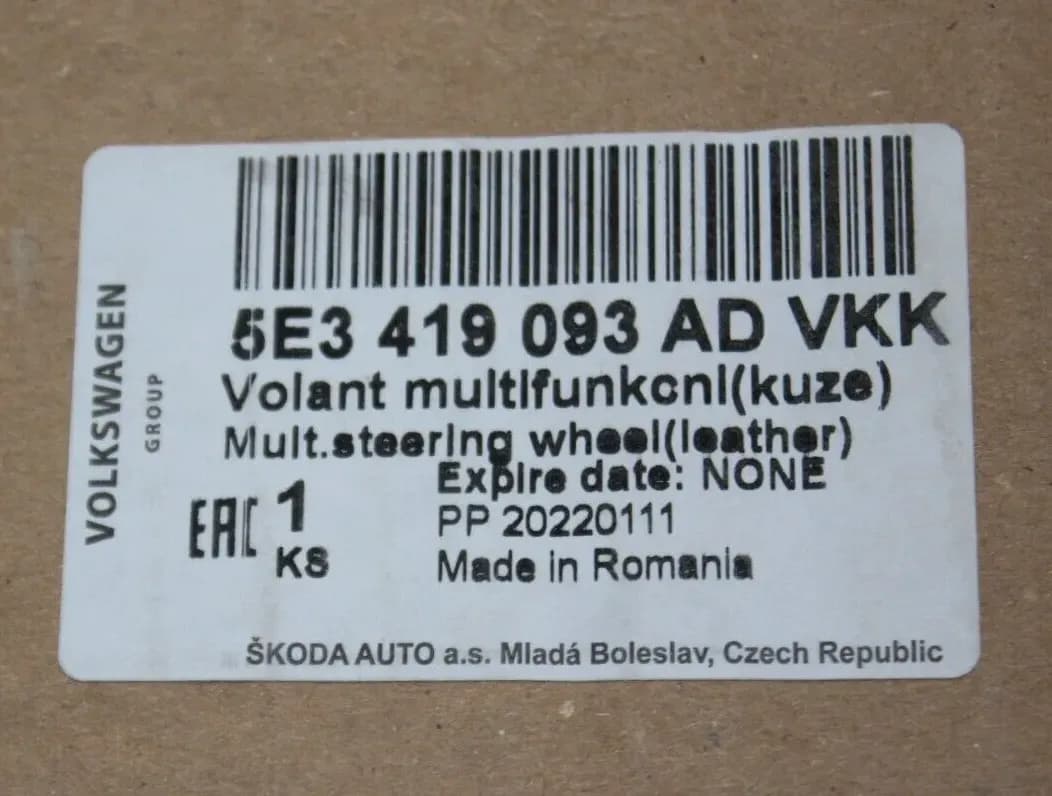 VOLKSWAGEN
GROUP
5E3 419 093 AD VKK
Volant multifunkcni(kuze)
Mult.steering wheel(leather)
Expire date: NONE
EAC 1
KS
PP 20220111
Made in Romania
ŠKODA AUTO a.s. Mladá Boleslav, Czech Republic